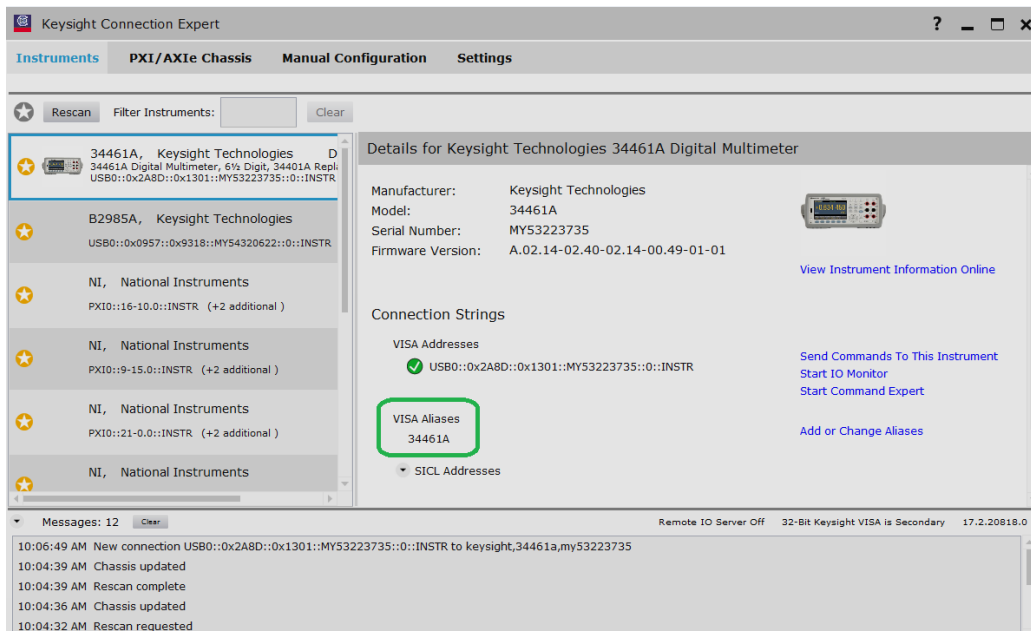 Keysight Connection Expert
?
Instruments PXI/AXIe Chassis Manual Configuration Settings
Rescan Filter Instruments: Clear
34461A, Keysight Technologies D
34461A Digital Multimeter, 6½ Digit, 34401A Repl
USB0::0x2A8D::0x1301::MY53223735::0::INSTR
B2985A, Keysight Technologies
USB0::0x0957::0x9318::MY54320622::0::INSTR
NI, National Instruments
PXI0::16-10.0::INSTR (+2 additional )
NI, National Instruments
PXI0::9-15.0::INSTR (+2 additional )
NI, National Instruments
PXI0::21-0.0::INSTR (+2 additional )
NI, National Instruments
Details for Keysight Technologies 34461A Digital Multimeter
Manufacturer: Keysight Technologies
Model: 34461A
Serial Number: MY53223735
Firmware Version: A.02.14-02.40-02.14-00.49-01-01
View Instrument Information Online
Connection Strings
VISA Addresses
USB0::0x2A8D::0x1301::MY53223735::0::INSTR
Send Commands To This Instrument
Start IO Monitor
Start Command Expert
VISA Aliases
34461A
Add or Change Aliases
SICL Addresses
Messages: 12 Clear Remote IO Server Off 32-Bit Keysight VISA is Secondary 17.2.20818.0
10:06:49 AM New connection USB0::0x2A8D::0x1301::MY53223735::0::INSTR to keysight,34461a,my53223735
10:04:39 AM Chassis updated
10:04:39 AM Rescan complete
10:04:36 AM Chassis updated
10:04:32 AM Rescan requested